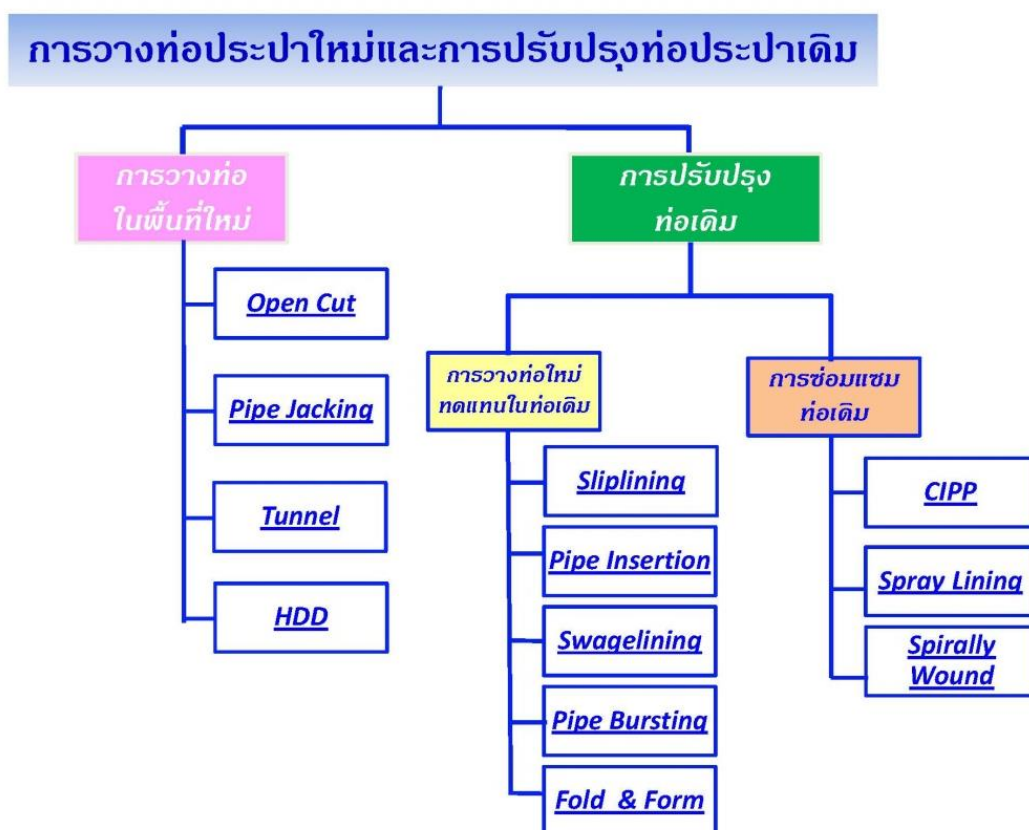 การวางท่อประปาใหม่และการปรับปรุงท่อประปาเดิม
การวางท่อ
ในพื้นที่ใหม่
Open Cut
Pipe Jacking
Tunnel
HDD
การปรับปรุง
ท่อเดิม
การวางท่อใหม่
ทดแทนในท่อเดิม
Sliplining
Pipe Insertion
Swagelining
Pipe Bursting
Fold & Form
การซ่อมแซม
ท่อเดิม
CIPP
Spray Lining
Spirally
Wound